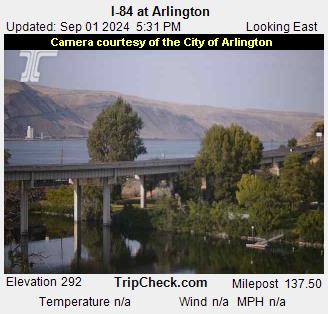 I-84 at Arlington
Updated: Sep 01 2024 5:31 PM Looking East
Camera courtesy of the City of Arlington
Elevation 292 TripCheck.com Milepost 137.50
Temperature n/a Wind n/a MPH n/a